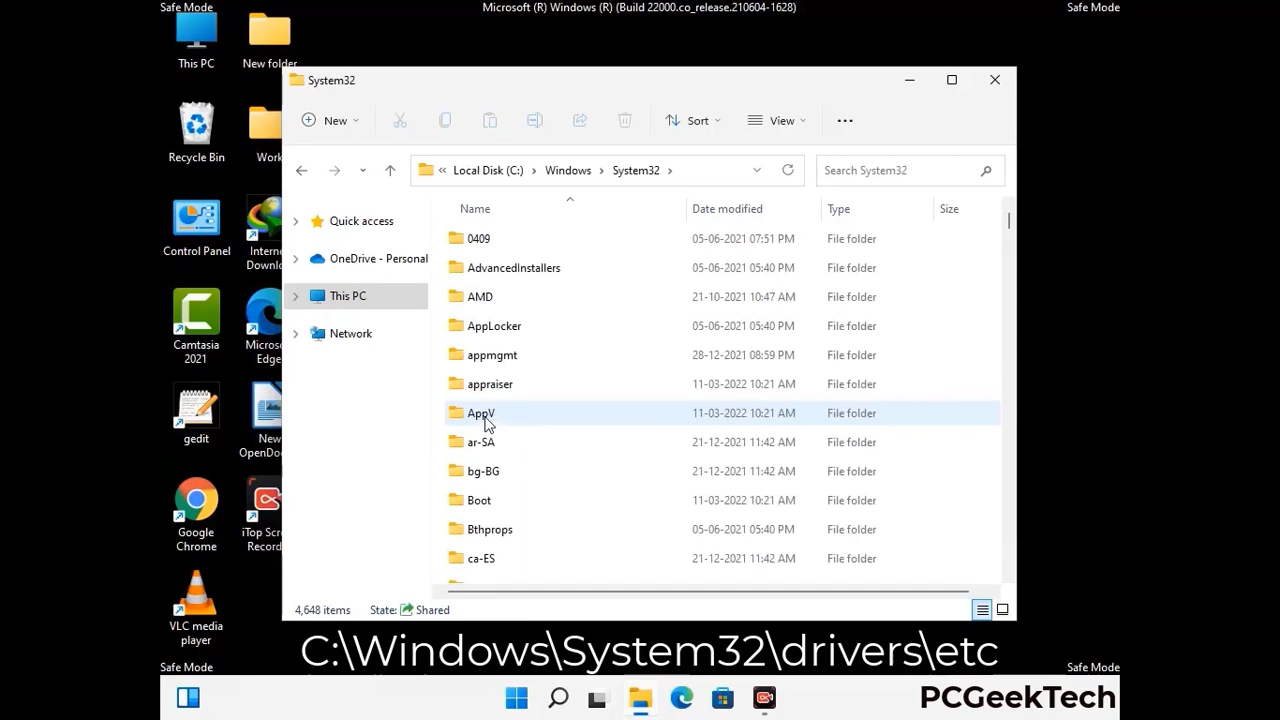 Safe Mode
Microsoft (R) Windows (R) (Build 22000.co_release.210604-1628)
Safe Mode
This PC
New folder
Recycle Bin
Work
Control Panel
Camtasia
2021
gedit
New
Google
Chrome
VLC media
player
System32
New
Sort
View
Local Disk (C:)
Windows
System32
Search System32
Quick access
OneDrive - Personal
This PC
Network
Name
Date modified
Type
Size
0409 05-06-2021 07:51 PM File folder
AdvancedInstallers 05-06-2021 05:40 PM File folder
AMD 21-10-2021 10:47 AM File folder
AppLocker 05-06-2021 05:40 PM File folder
appmgmt 28-12-2021 08:59 PM File folder
appraiser 11-03-2022 10:21 AM File folder
AppV 11-03-2022 10:21 AM File folder
ar-SA 21-12-2021 11:42 AM File folder
bg-BG 21-12-2021 11:42 AM File folder
Boot 11-03-2022 10:21 AM File folder
Bthprops 05-06-2021 05:40 PM File folder
ca-ES 21-12-2021 11:42 AM File folder
4,648 items State: Shared
C:\Windows\System32\drivers\etc
Safe Mode
Safe Mode
PCGeekTech